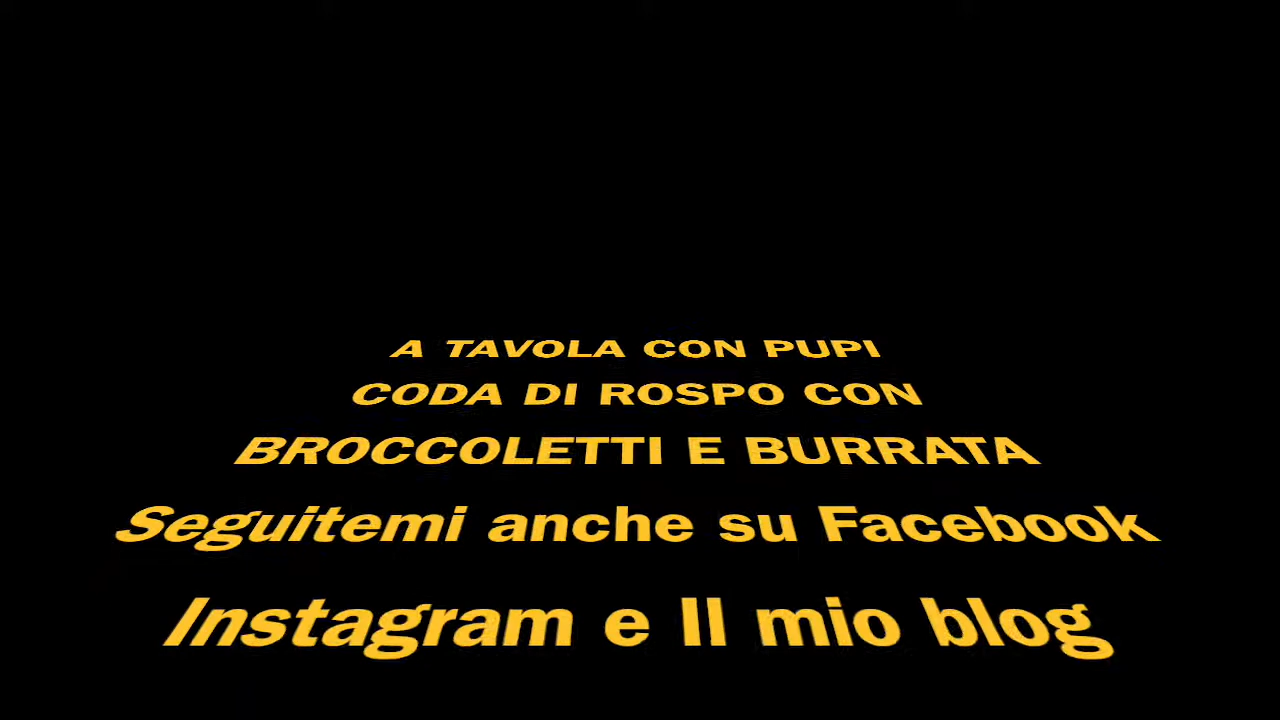 A TAVOLA CON PUPI
CODA DI ROSPO CON
BROCCOLETTI E BURRATA
Seguitemi anche su Facebook
Instagram e Il mio blog